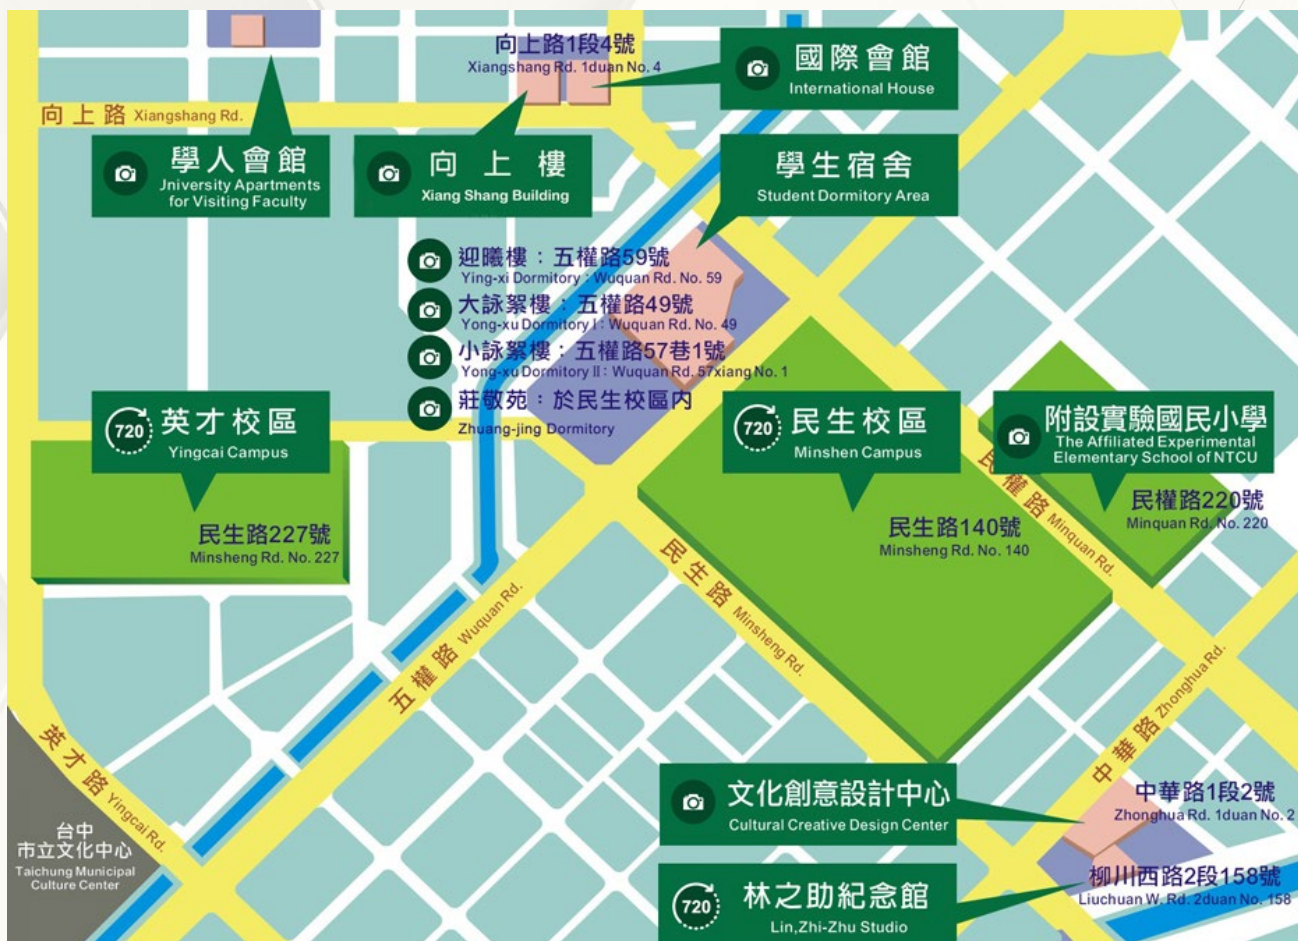 向上路1段4號
Xiangshang Rd. 1duan No. 4
國際會館
International House
向上路 Xiangshang Rd.
學人會館
Jniversity Apartments
for Visiting Faculty
向上樓
Xiang Shang Building
學生宿舍
Student Dormitory Area
迎曦樓：五權路59號
Ying-xi Dormitory : Wuquan Rd. No. 59
大詠絮樓：五權路49號
Yong-xu Dormitory I : Wuquan Rd. No. 49
小詠絮樓：五權路57巷1號
Yong-xu Dormitory II : Wuquan Rd. 57xiang No. 1
莊敬苑：於民生校區內
Zhuang-jing Dormitory
720
英才校區
Yingcai Campus
民生路227號
Minsheng Rd. No. 227
720
民生校區
Minshen Campus
民生路140號
Minsheng Rd. No. 140
附設實驗國民小學
The Affiliated Experimental
Elementary School of NTCU
民權路220號
Minquan Rd. No. 220
民權路 Minquan Rd.
民生路 Minsheng Rd.
五權路 Wuquan Rd.
中華路 Zhonghua Rd.
英才路 Yingcai Rd.
台中
市立文化中心
Taichung Municipal
Culture Center
文化創意設計中心
Cultural Creative Design Center
中華路1段2號
Zhonghua Rd. 1duan No. 2
720
林之助紀念館
Lin,Zhi-Zhu Studio
柳川西路2段158號
Liuchuan W. Rd. 2duan No. 158